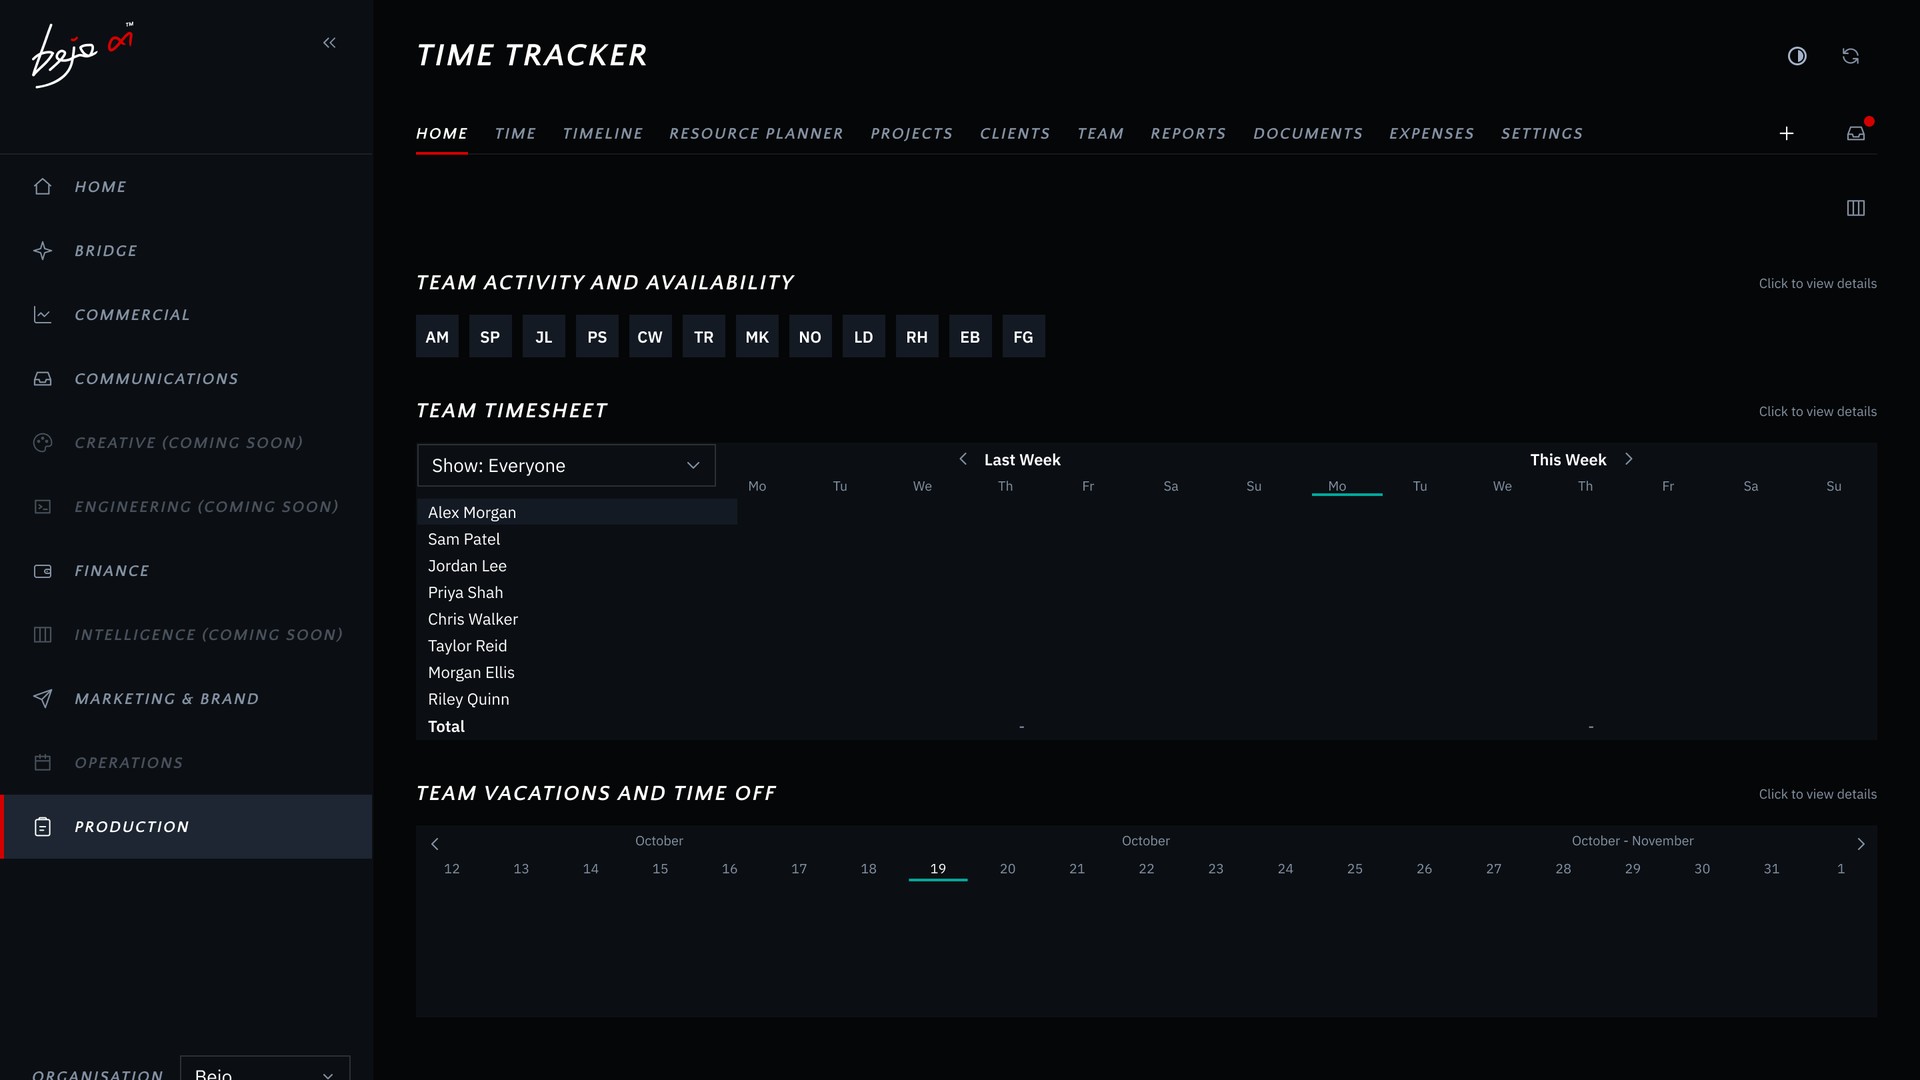 bejo ™
TIME TRACKER
HOME TIME TIMELINE RESOURCE PLANNER PROJECTS CLIENTS TEAM REPORTS DOCUMENTS EXPENSES SETTINGS
HOME
BRIDGE
COMMERCIAL
COMMUNICATIONS
CREATIVE (COMING SOON)
ENGINEERING (COMING SOON)
FINANCE
INTELLIGENCE (COMING SOON)
MARKETING & BRAND
OPERATIONS
PRODUCTION
ORGANISATION Bejo
TEAM ACTIVITY AND AVAILABILITY Click to view details
AM SP JL PS CW TR MK NO LD RH EB FG
TEAM TIMESHEET Click to view details
Show: Everyone
Last Week This Week
Mo Tu We Th Fr Sa Su Mo Tu We Th Fr Sa Su
Alex Morgan
Sam Patel
Jordan Lee
Priya Shah
Chris Walker
Taylor Reid
Morgan Ellis
Riley Quinn
Total - -
TEAM VACATIONS AND TIME OFF Click to view details
October October October - November
12 13 14 15 16 17 18 19 20 21 22 23 24 25 26 27 28 29 30 31 1